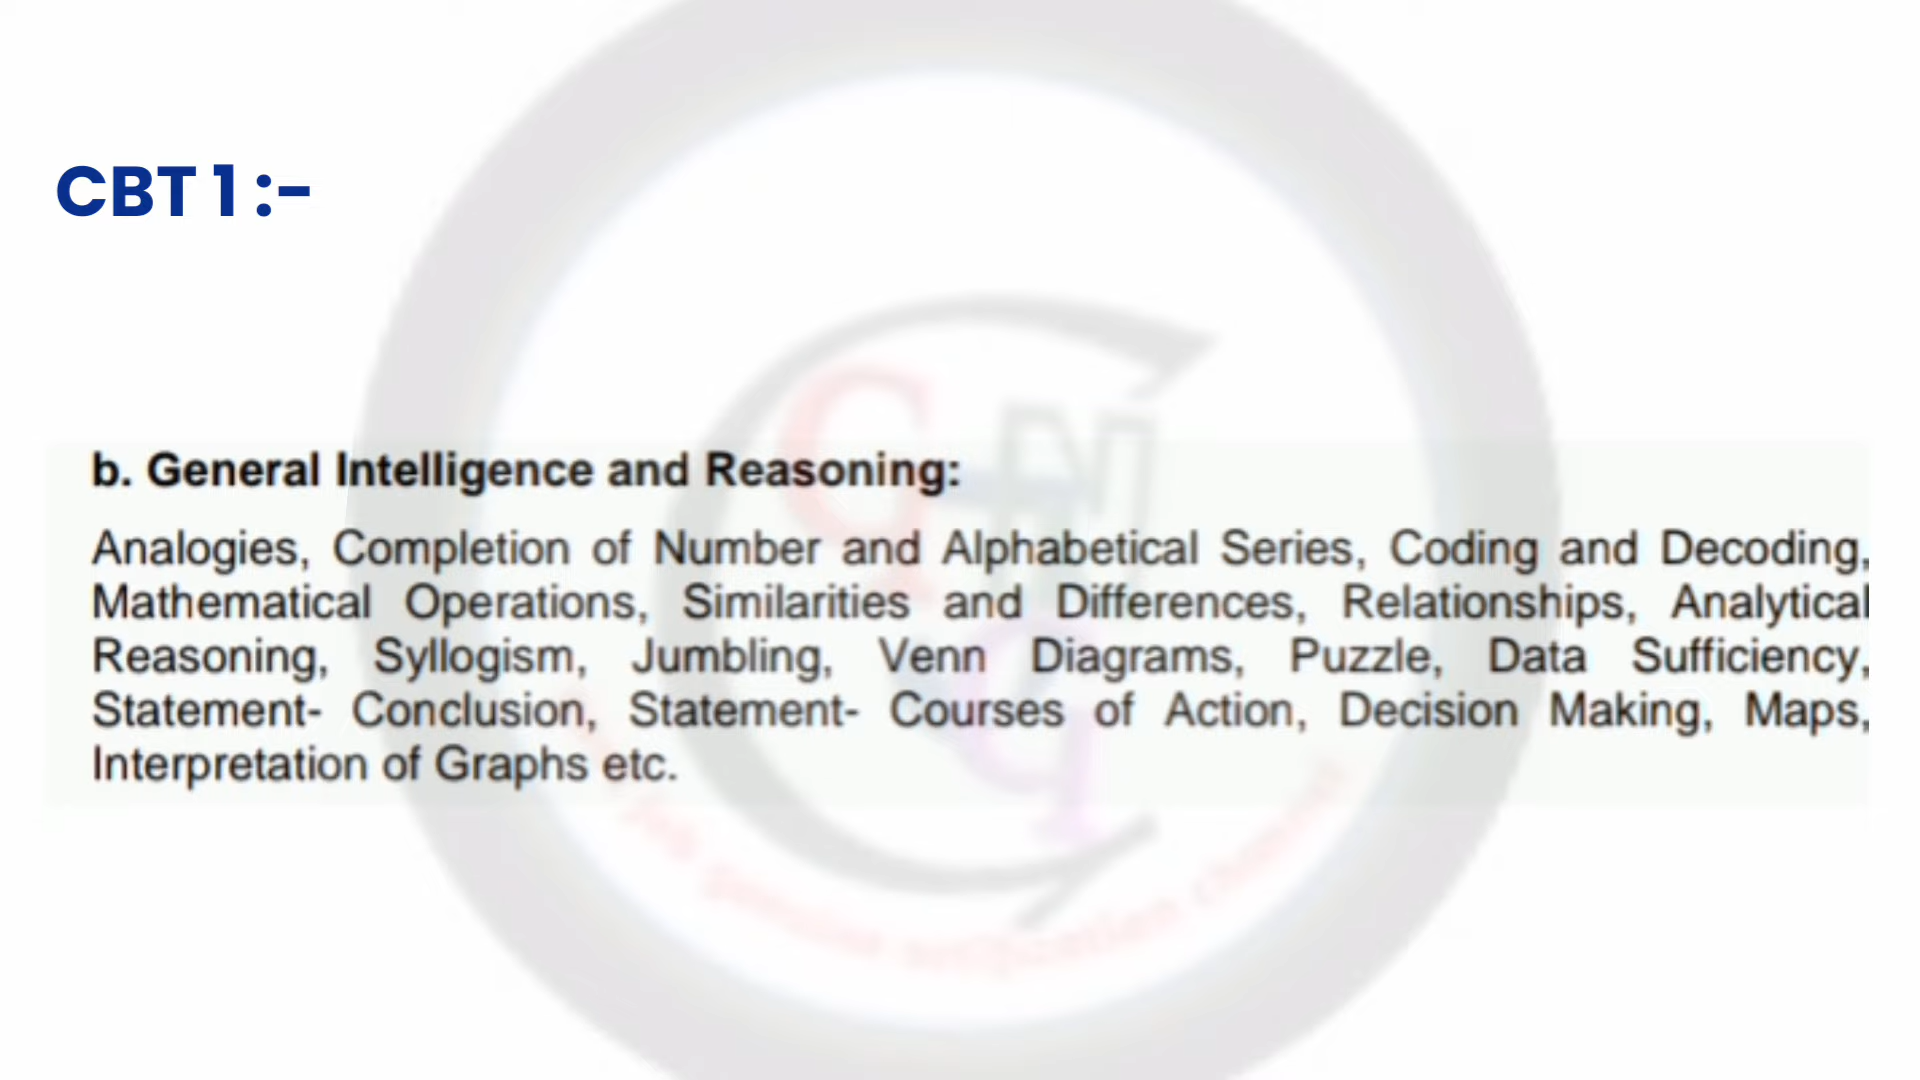 CBT 1 :-
b. General Intelligence and Reasoning:
Analogies, Completion of Number and Alphabetical Series, Coding and Decoding,
Mathematical Operations, Similarities and Differences, Relationships, Analytical
Reasoning, Syllogism, Jumbling, Venn Diagrams, Puzzle, Data Sufficiency,
Statement- Conclusion, Statement- Courses of Action, Decision Making, Maps,
Interpretation of Graphs etc.